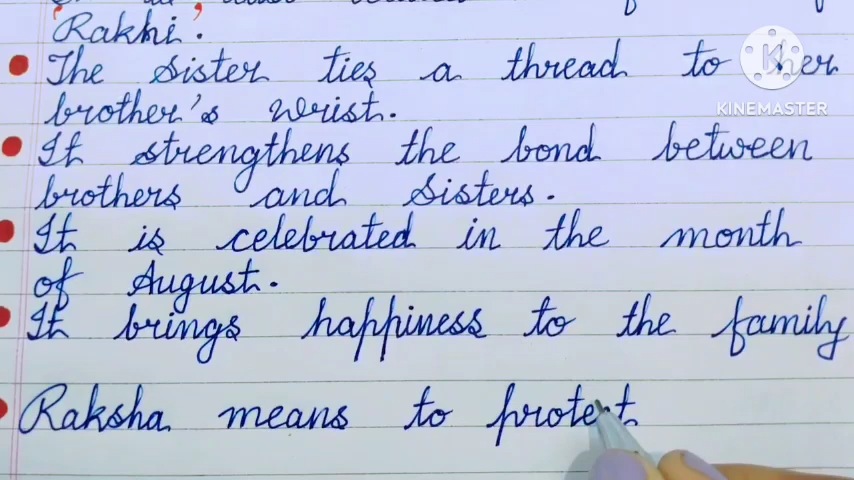 'Rakhi'.
The Sister ties a thread to her
KINEMASTER
brother's wrist.
It strengthens the bond between
brothers and Sisters.
It is celebrated in the month
of August.
It brings happiness to the family
Raksha means to